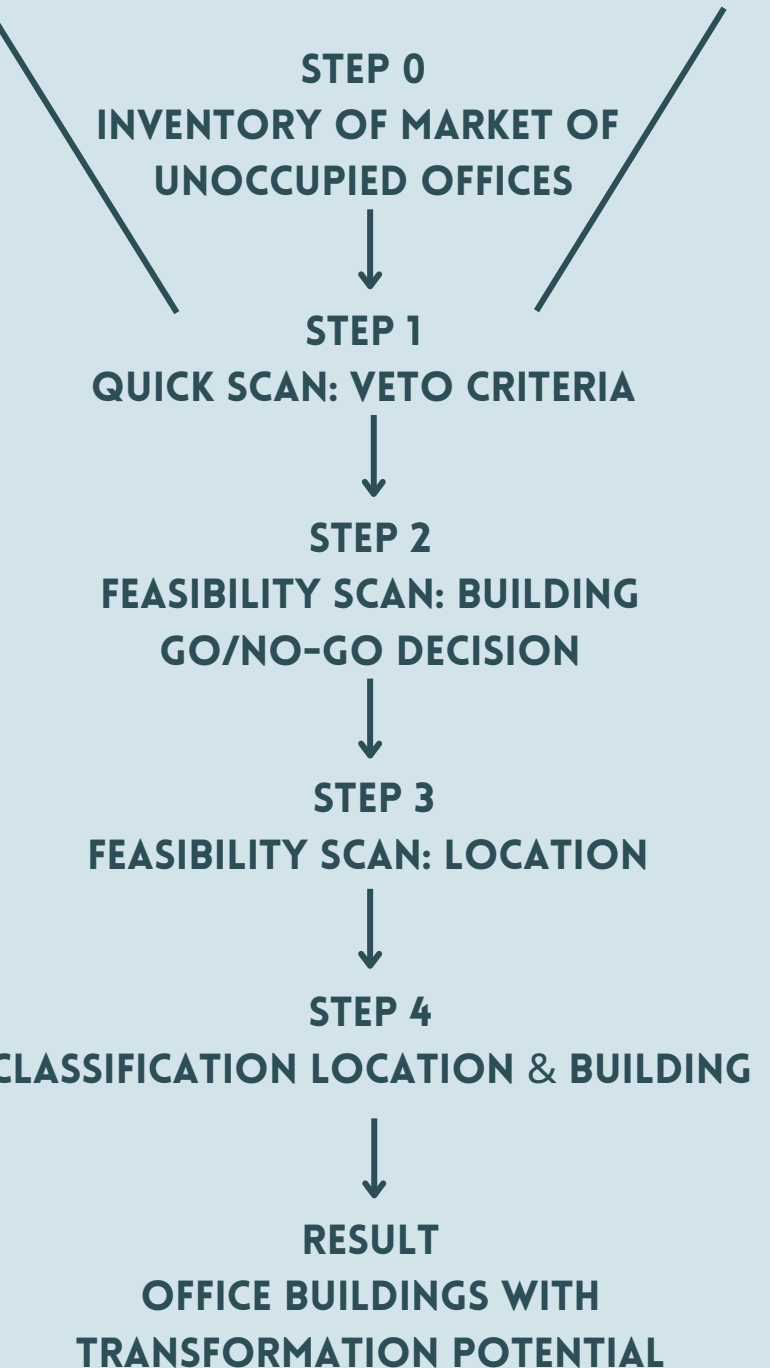 STEP 0
INVENTORY OF MARKET OF
UNOCCUPIED OFFICES
STEP 1
QUICK SCAN: VETO CRITERIA
STEP 2
FEASIBILITY SCAN: BUILDING
GO/NO-GO DECISION
STEP 3
FEASIBILITY SCAN: LOCATION
STEP 4
CLASSIFICATION LOCATION & BUILDING
RESULT
OFFICE BUILDINGS WITH
TRANSFORMATION POTENTIAL